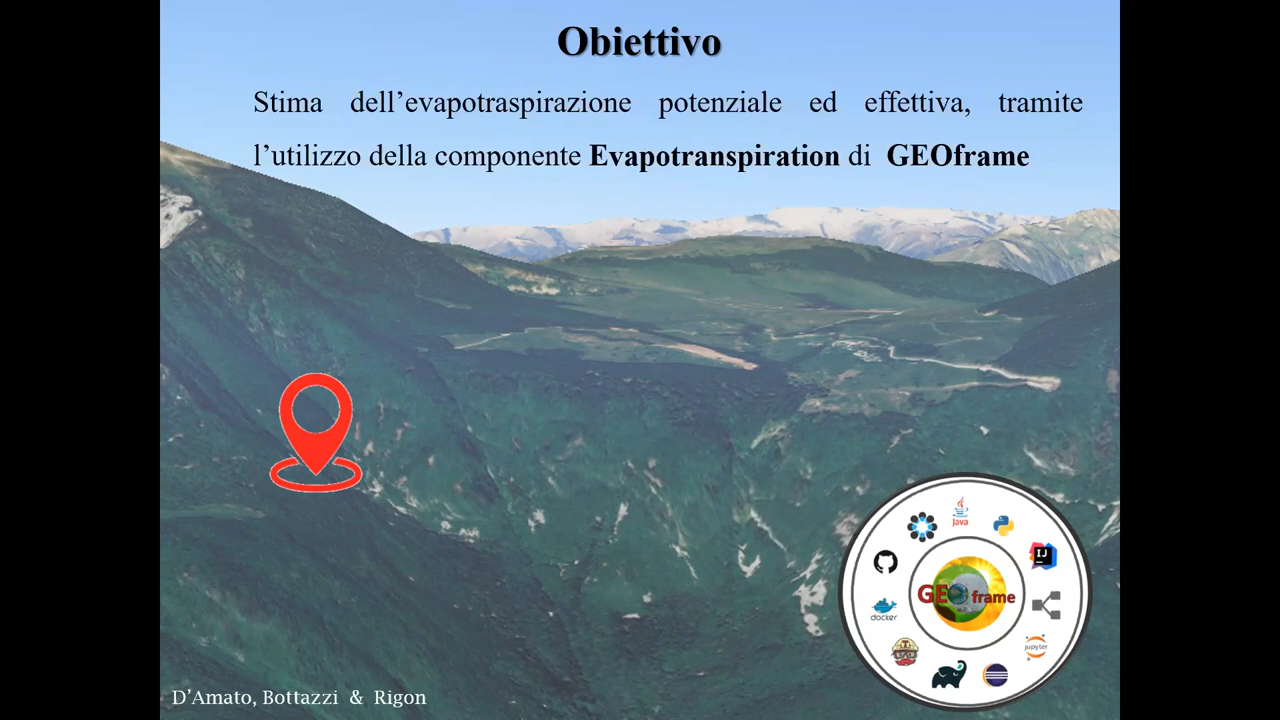 Obiettivo
Stima dell’evapotraspirazione potenziale ed effettiva, tramite
l’utilizzo della componente Evapotranspiration di GEOframe
Java
IJ
docker
GEOframe
jupyter
D’Amato, Bottazzi & Rigon